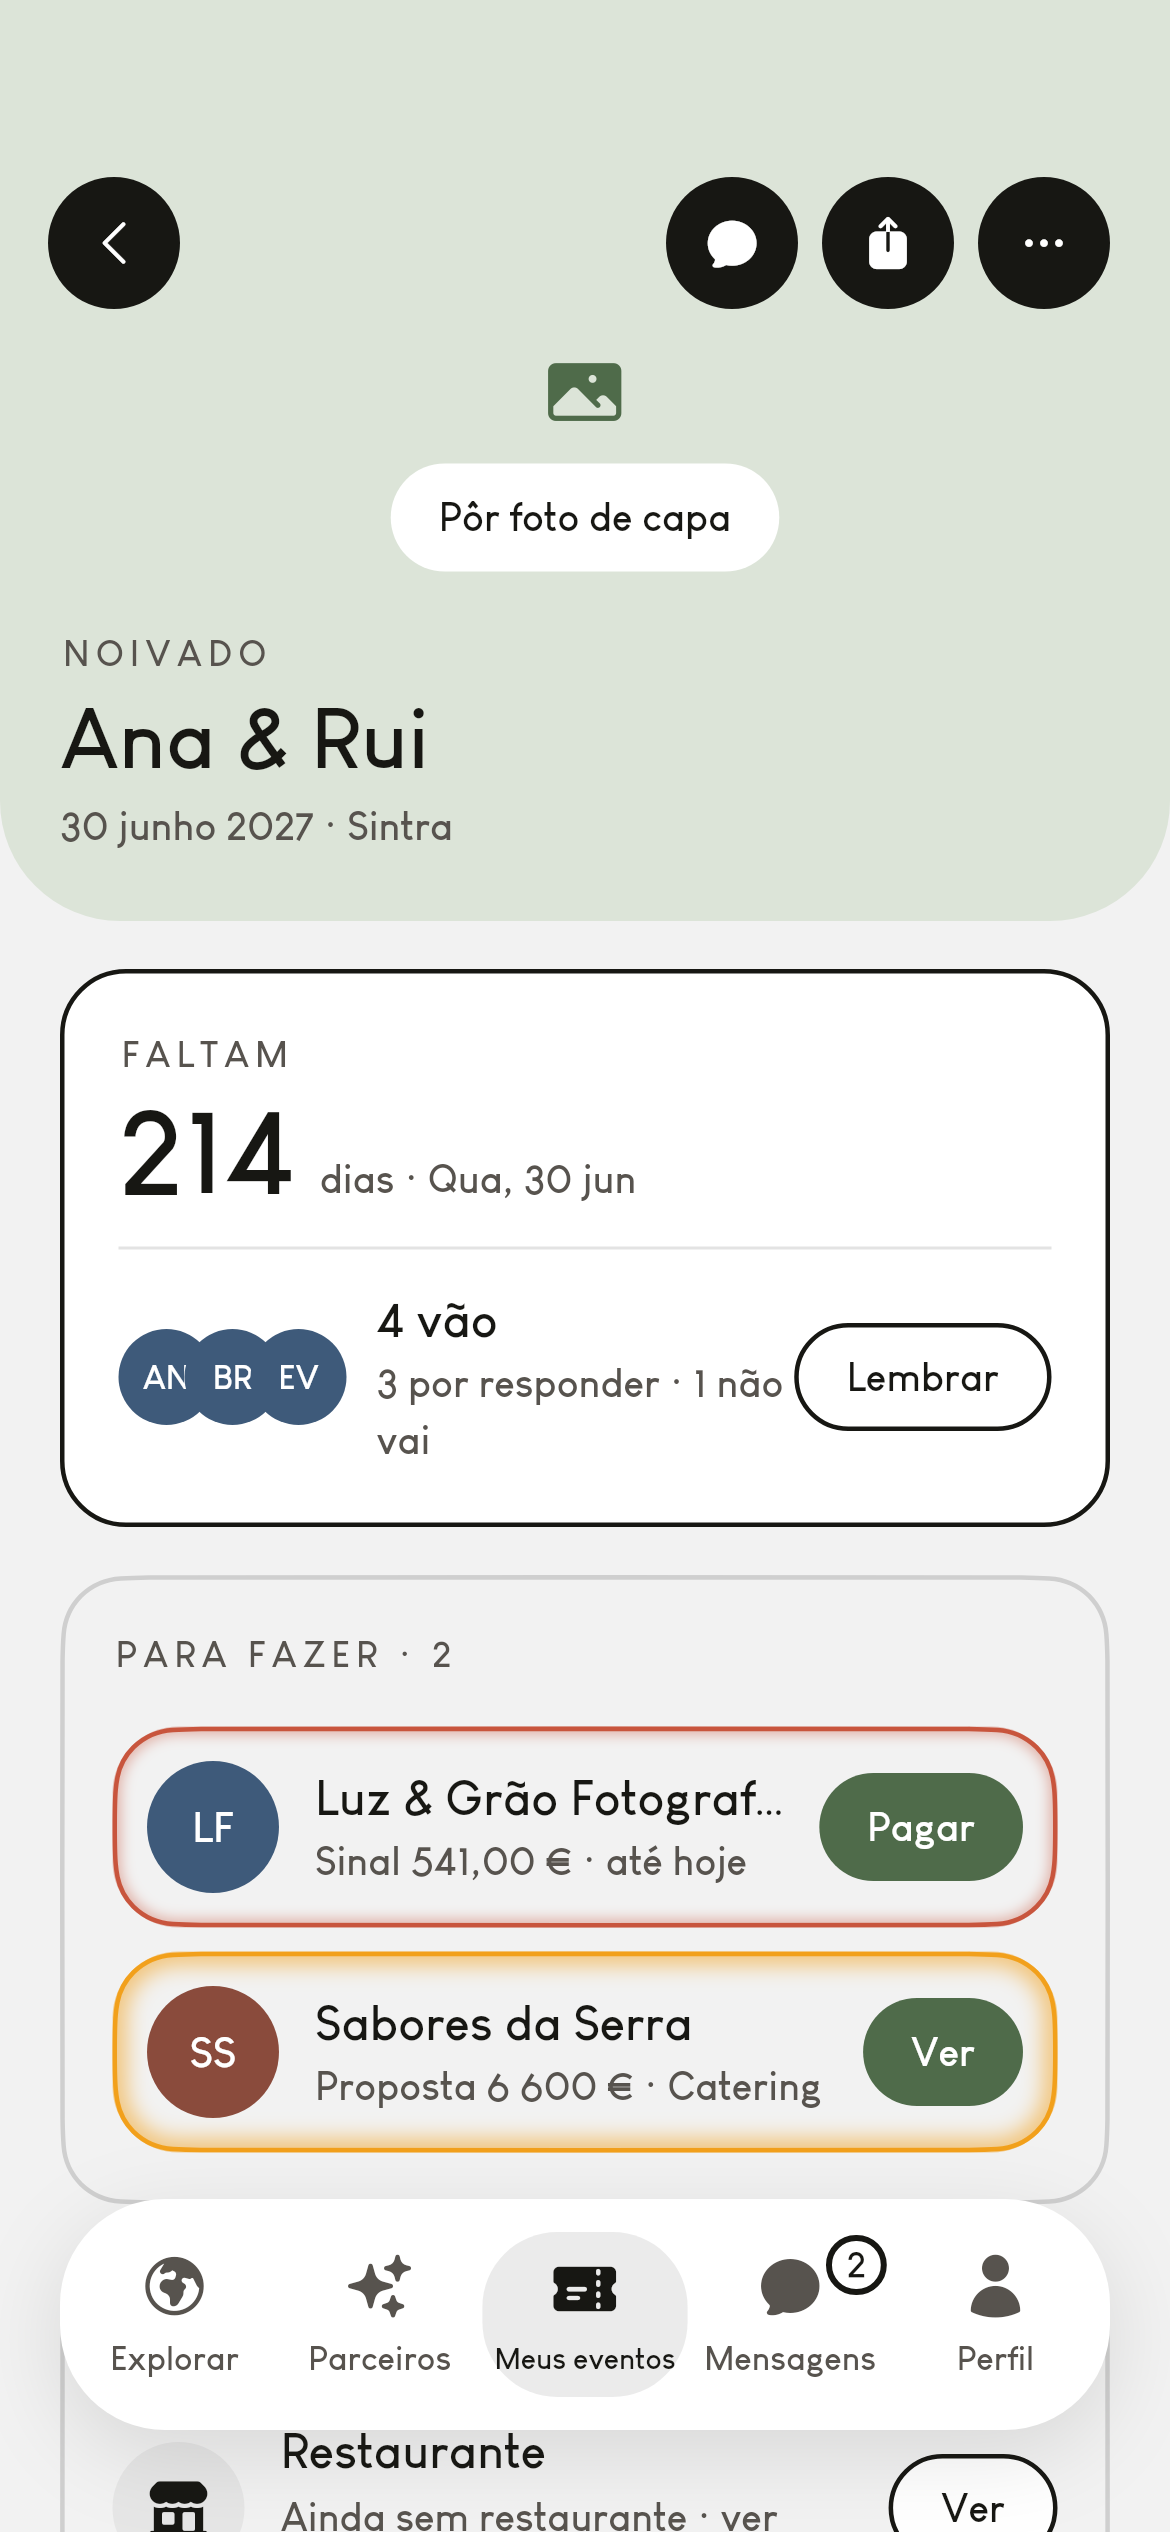 Pôr foto de capa
NOIVADO
Ana & Rui
30 junho 2027 · Sintra
FALTAM
214 dias · Qua, 30 jun
AN BR EV
4 vão
3 por responder · 1 não
vai
Lembrar
PARA FAZER · 2
LF
Luz & Grão Fotograf...
Sinal 541,00 € · até hoje
Pagar
SS
Sabores da Serra
Proposta 6 600 € · Catering
Ver
2
Explorar
Parceiros
Meus eventos
Mensagens
Perfil
Restaurante
Ainda sem restaurante · ver
Ver